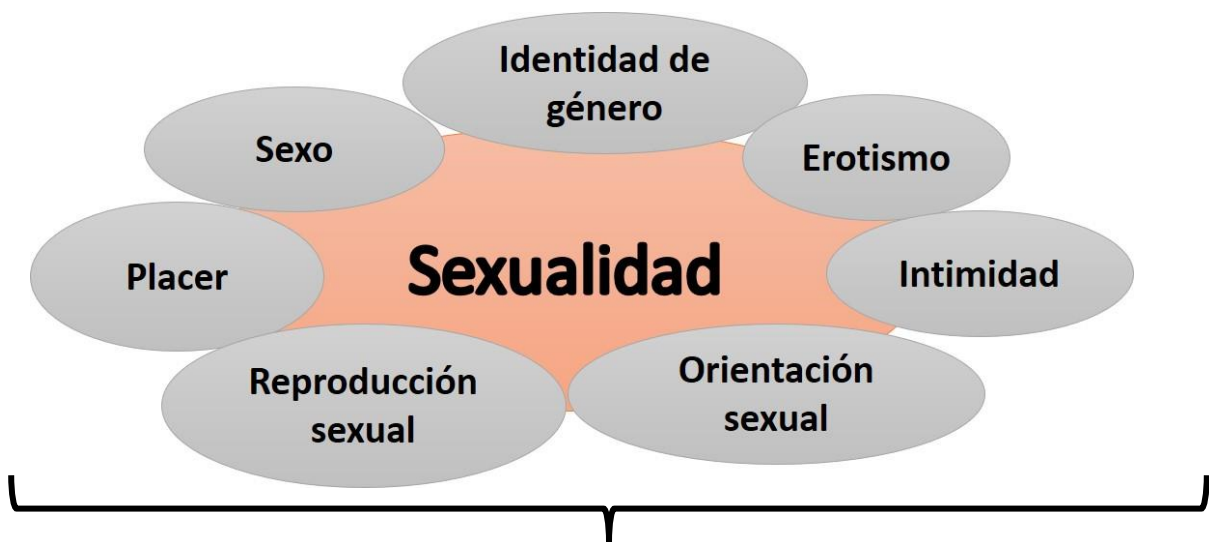 Identidad de
género
Sexo
Erotismo
Sexualidad
Placer
Intimidad
Reproducción
sexual
Orientación
sexual